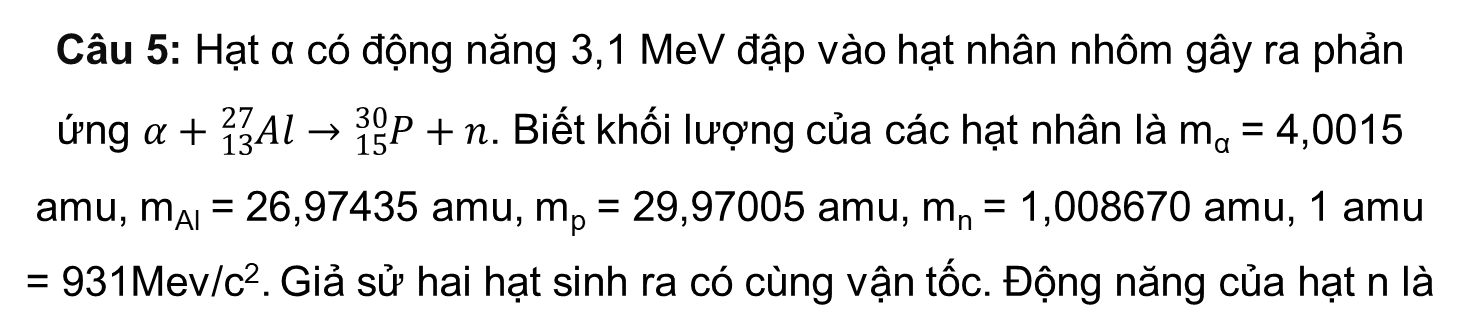 Câu 5: Hạt α có động năng 3,1 MeV đập vào hạt nhân nhôm gây ra phản
ứng α + ²⁷₁₃Al → ³⁰₁₅P + n. Biết khối lượng của các hạt nhân là mα = 4,0015
amu, mAl = 26,97435 amu, mp = 29,97005 amu, mn = 1,008670 amu, 1 amu
= 931Mev/c². Giả sử hai hạt sinh ra có cùng vận tốc. Động năng của hạt n là